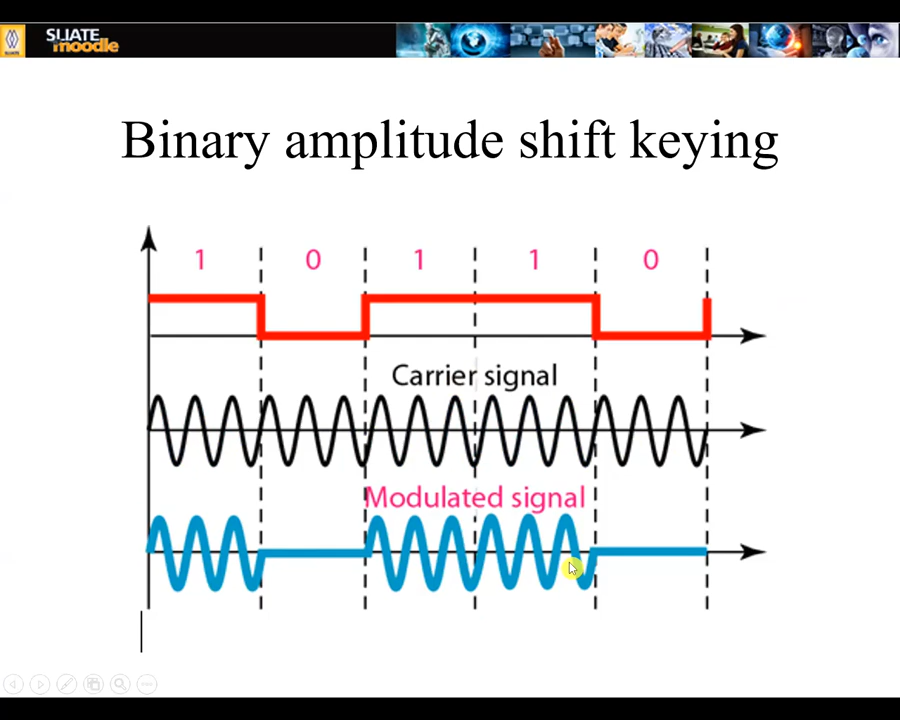 SLIATE
moodle
Binary amplitude shift keying
1 0 1 1 0
Carrier signal
Modulated signal